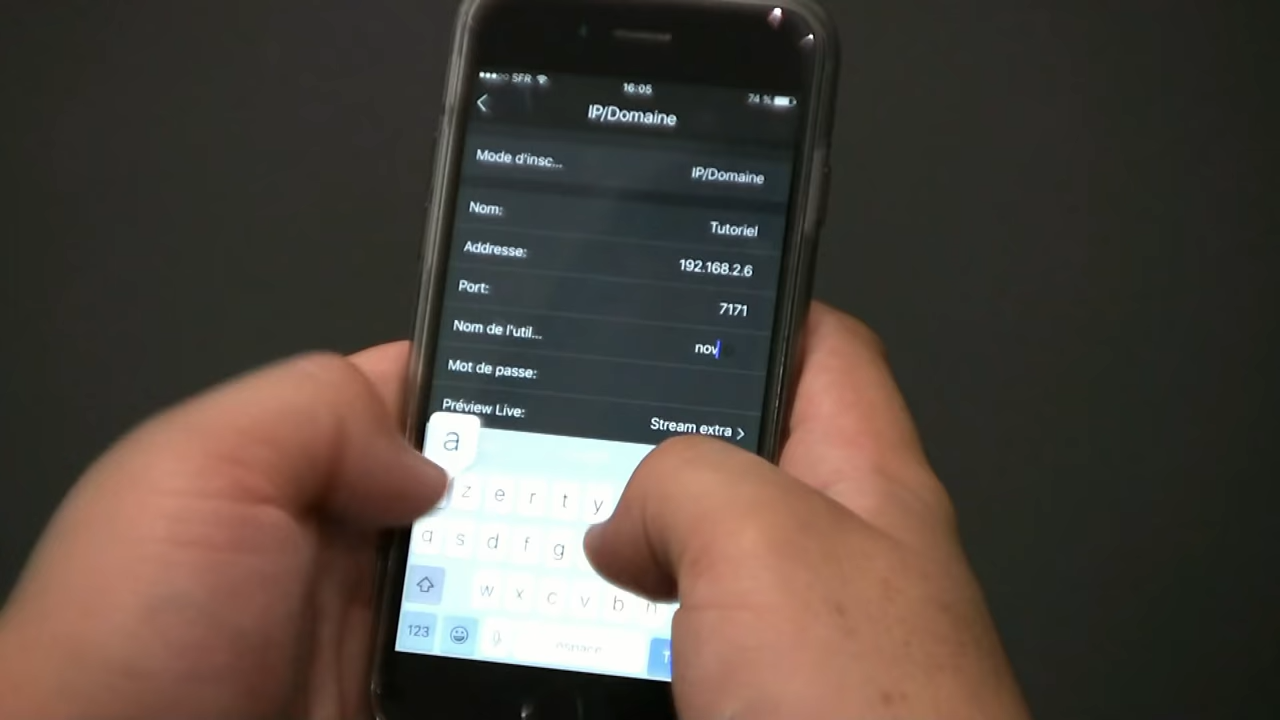 SFR 16:05 74 %
IP/Domaine
Mode d'insc... IP/Domaine
Nom: Tutoriel
Addresse: 192.168.2.6
Port: 7171
Nom de l'util... nov
Mot de passe:
Préview Live: Stream extra
a
z e r t y
q s d f g
w x c v b n
123 espace